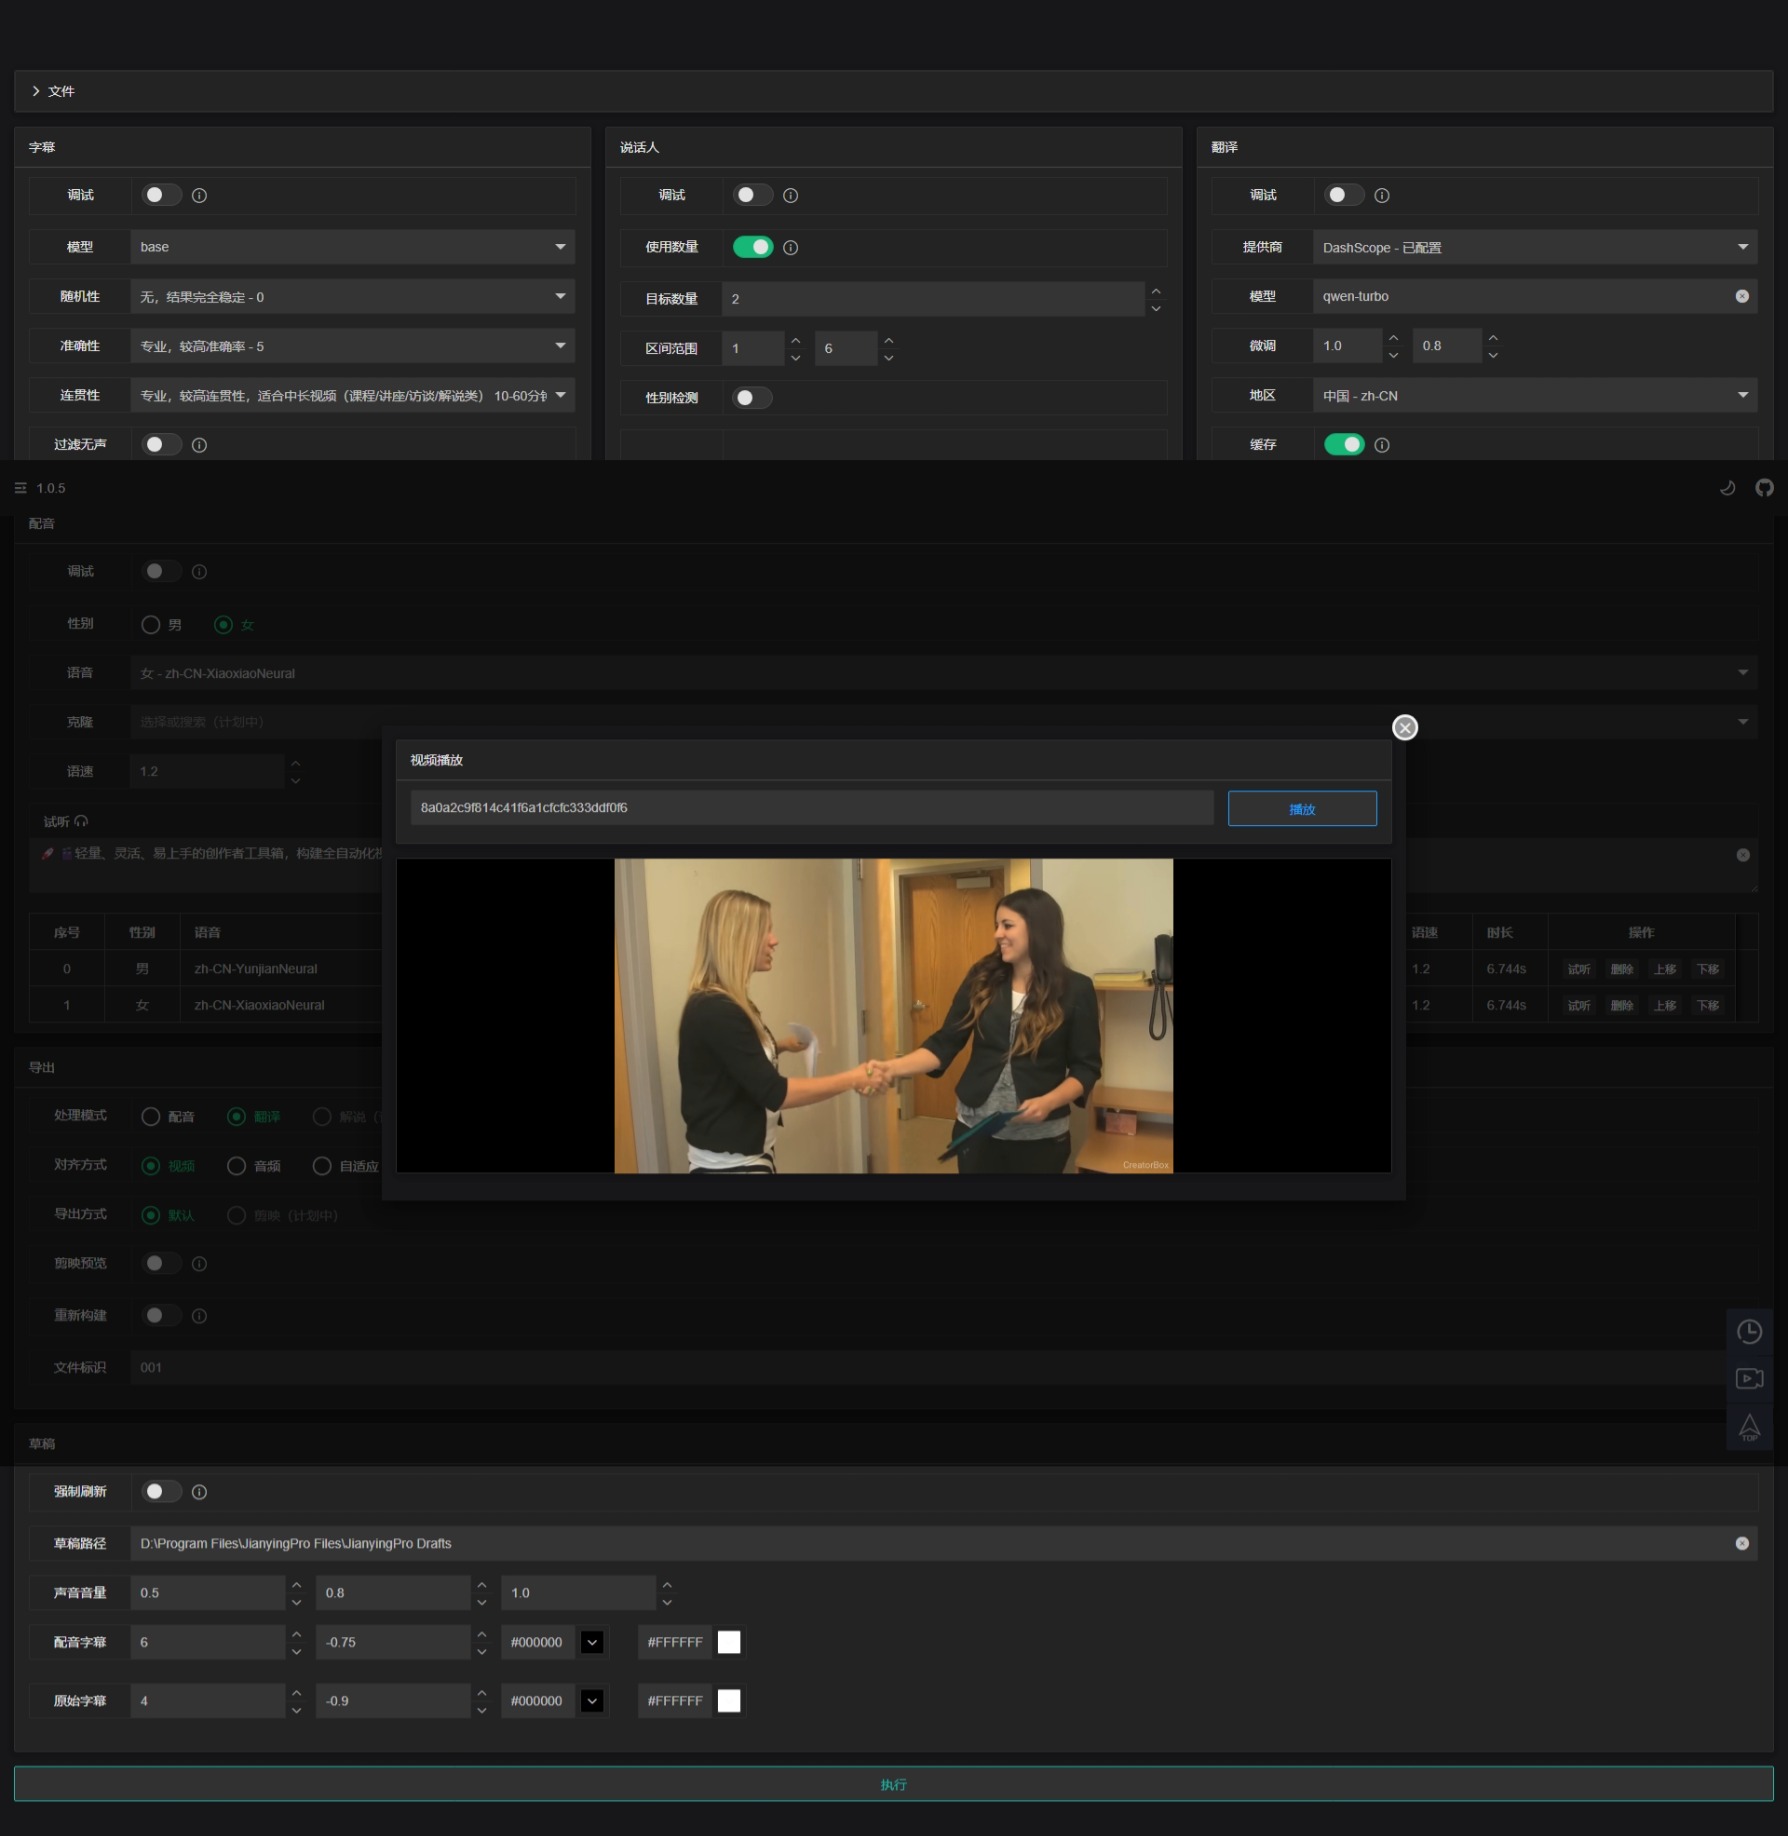 文件
字幕
调试
模型 base
随机性 无，结果完全稳定 - 0
准确性 专业，较高准确率 - 5
连贯性 专业，较高连贯性，适合中长视频（课程/讲座/访谈/解说类） 10-60分钟
过滤无声
说话人
调试
使用数量
目标数量 2
区间范围 1 6
性别检测
翻译
调试
提供商 DashScope - 已配置
模型 qwen-turbo
微调 1.0 0.8
地区 中国 - zh-CN
缓存
1.0.5
配音
调试
性别 男 女
语音 女 - zh-CN-XiaoxiaoNeural
克隆 选择或搜索（计划中）
语速 1.2
试听
轻量、灵活、易上手的创作者工具箱，构建全自动化
视频播放
8a0a2c9f814c41f6a1cfcfc333ddf0f6 播放
CreatorBox
序号 性别 语音 语速 时长 操作
0 男 zh-CN-YunjianNeural 1.2 6.744s 试听 删除 上移 下移
1 女 zh-CN-XiaoxiaoNeural 1.2 6.744s 试听 删除 上移 下移
导出
处理模式 配音 翻译 解说
对齐方式 视频 音频 自适应
导出方式 默认 剪映（计划中）
剪映预览
重新构建
文件标识 001
TOP
草稿
强制刷新
草稿路径 D:\Program Files\JianyingPro Files\JianyingPro Drafts
声音音量 0.5 0.8 1.0
配音字幕 6 -0.75 #000000 #FFFFFF
原始字幕 4 -0.9 #000000 #FFFFFF
执行